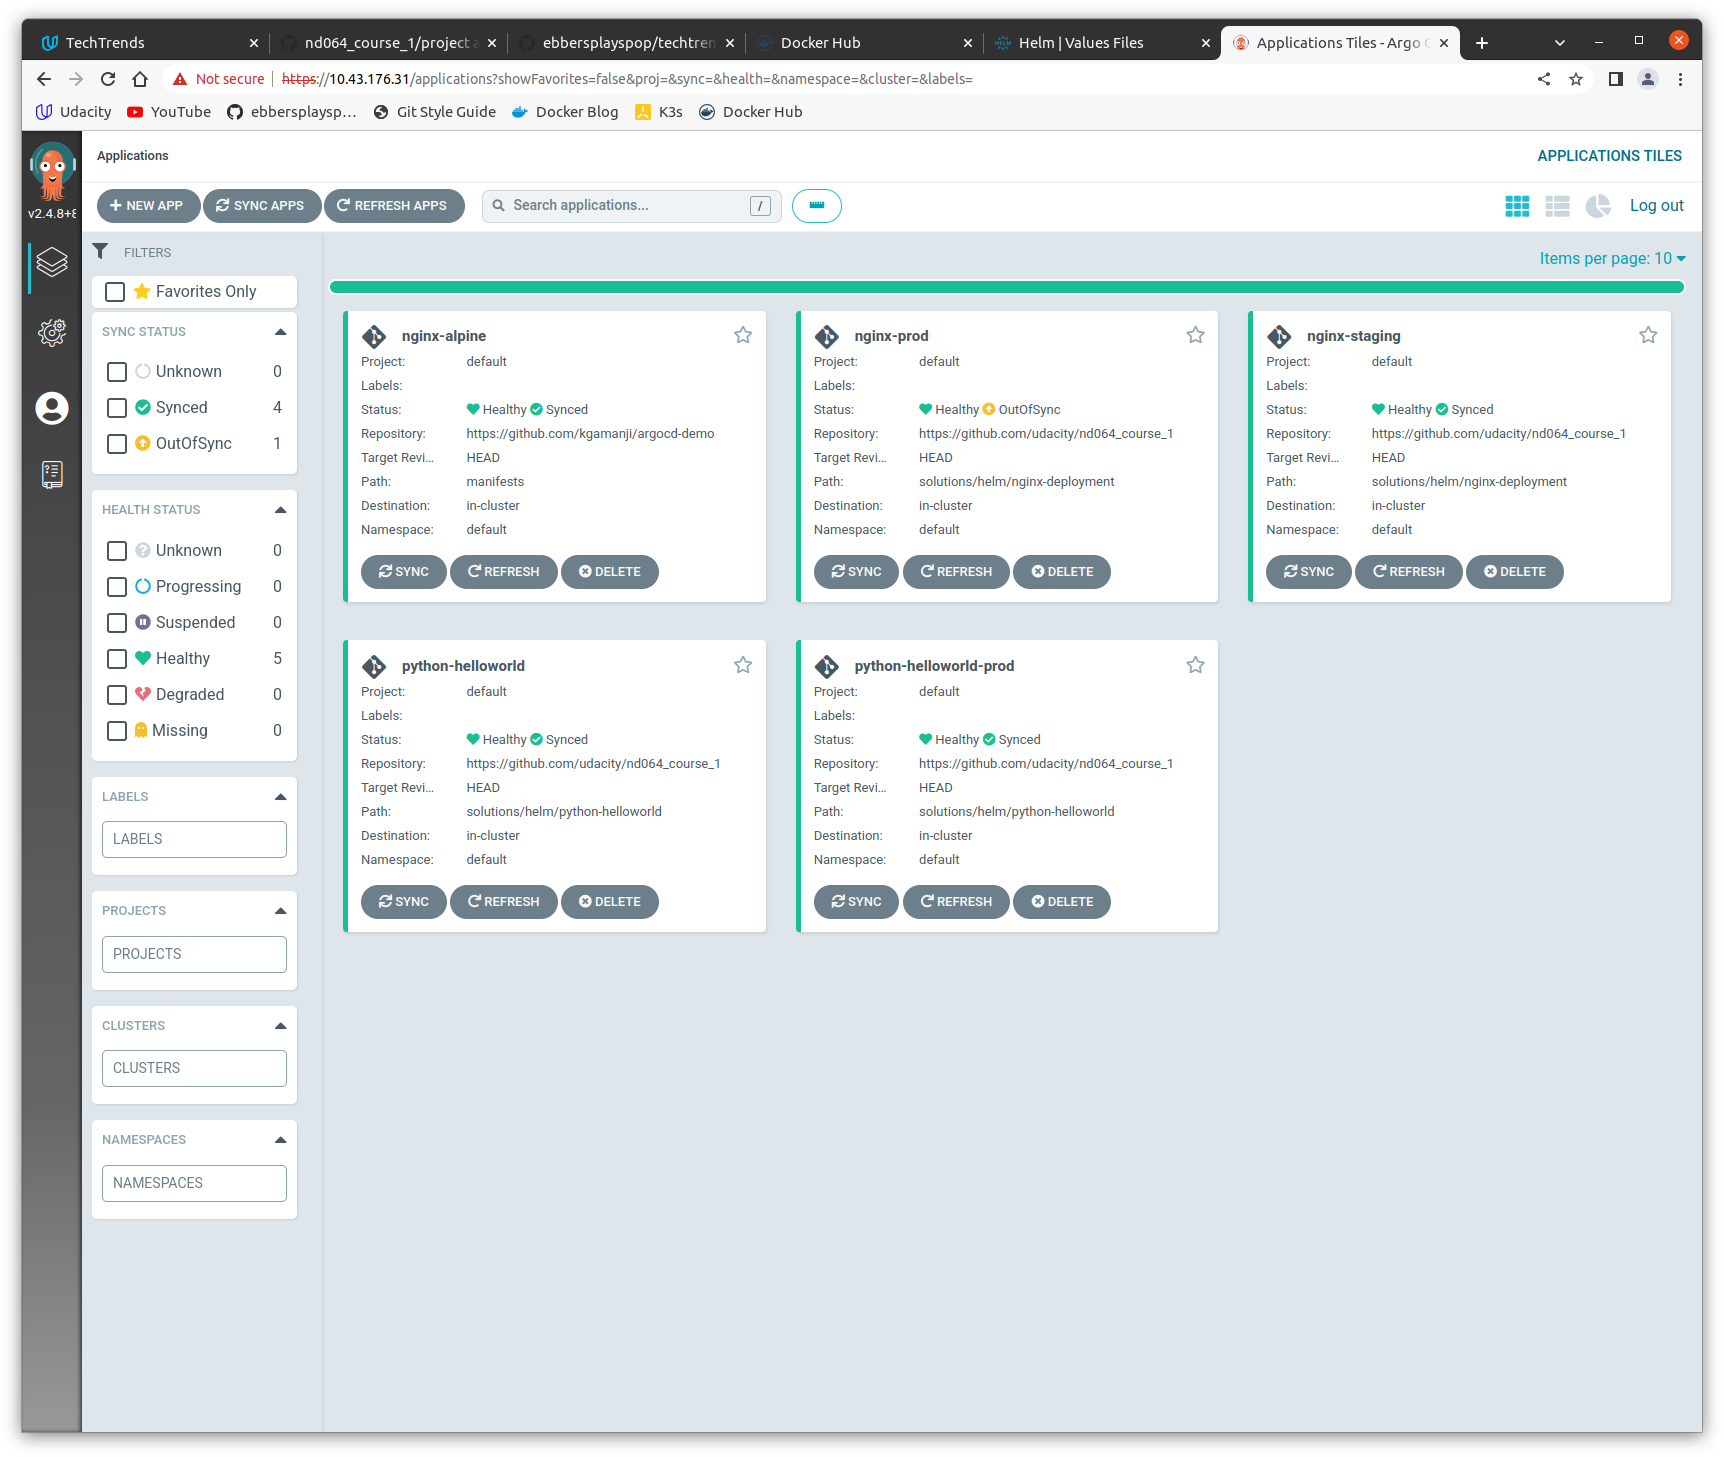 TechTrends
nd064_course_1/project a
ebbersplayspop/techtren
Docker Hub
Helm | Values Files
Applications Tiles - Argo C
Not secure
https://10.43.176.31/applications?showFavorites=false&proj=&sync=&health=&namespace=&cluster=&labels=
Udacity
YouTube
ebbersplaysp...
Git Style Guide
Docker Blog
K3s
Docker Hub
Applications
APPLICATIONS TILES
v2.4.8+8
NEW APP
SYNC APPS
REFRESH APPS
Search applications...
/
Log out
FILTERS
Items per page: 10
Favorites Only
SYNC STATUS
Unknown 0
Synced 4
OutOfSync 1
HEALTH STATUS
Unknown 0
Progressing 0
Suspended 0
Healthy 5
Degraded 0
Missing 0
LABELS
LABELS
PROJECTS
PROJECTS
CLUSTERS
CLUSTERS
NAMESPACES
NAMESPACES
nginx-alpine
Project: default
Labels:
Status: Healthy Synced
Repository: https://github.com/kgamanji/argocd-demo
Target Revi... HEAD
Path: manifests
Destination: in-cluster
Namespace: default
SYNC REFRESH DELETE
nginx-prod
Project: default
Labels:
Status: Healthy OutOfSync
Repository: https://github.com/udacity/nd064_course_1
Target Revi... HEAD
Path: solutions/helm/nginx-deployment
Destination: in-cluster
Namespace: default
SYNC REFRESH DELETE
nginx-staging
Project: default
Labels:
Status: Healthy Synced
Repository: https://github.com/udacity/nd064_course_1
Target Revi... HEAD
Path: solutions/helm/nginx-deployment
Destination: in-cluster
Namespace: default
SYNC REFRESH DELETE
python-helloworld
Project: default
Labels:
Status: Healthy Synced
Repository: https://github.com/udacity/nd064_course_1
Target Revi... HEAD
Path: solutions/helm/python-helloworld
Destination: in-cluster
Namespace: default
SYNC REFRESH DELETE
python-helloworld-prod
Project: default
Labels:
Status: Healthy Synced
Repository: https://github.com/udacity/nd064_course_1
Target Revi... HEAD
Path: solutions/helm/python-helloworld
Destination: in-cluster
Namespace: default
SYNC REFRESH DELETE